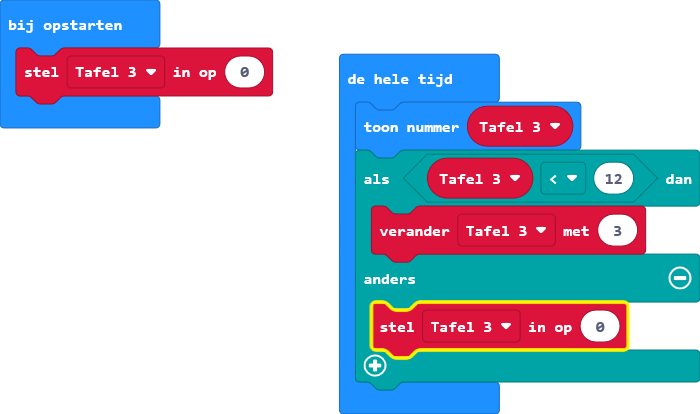 bij opstarten
stel Tafel 3 in op 0
de hele tijd
toon nummer Tafel 3
als Tafel 3 < 12 dan
verander Tafel 3 met 3
anders
stel Tafel 3 in op 0